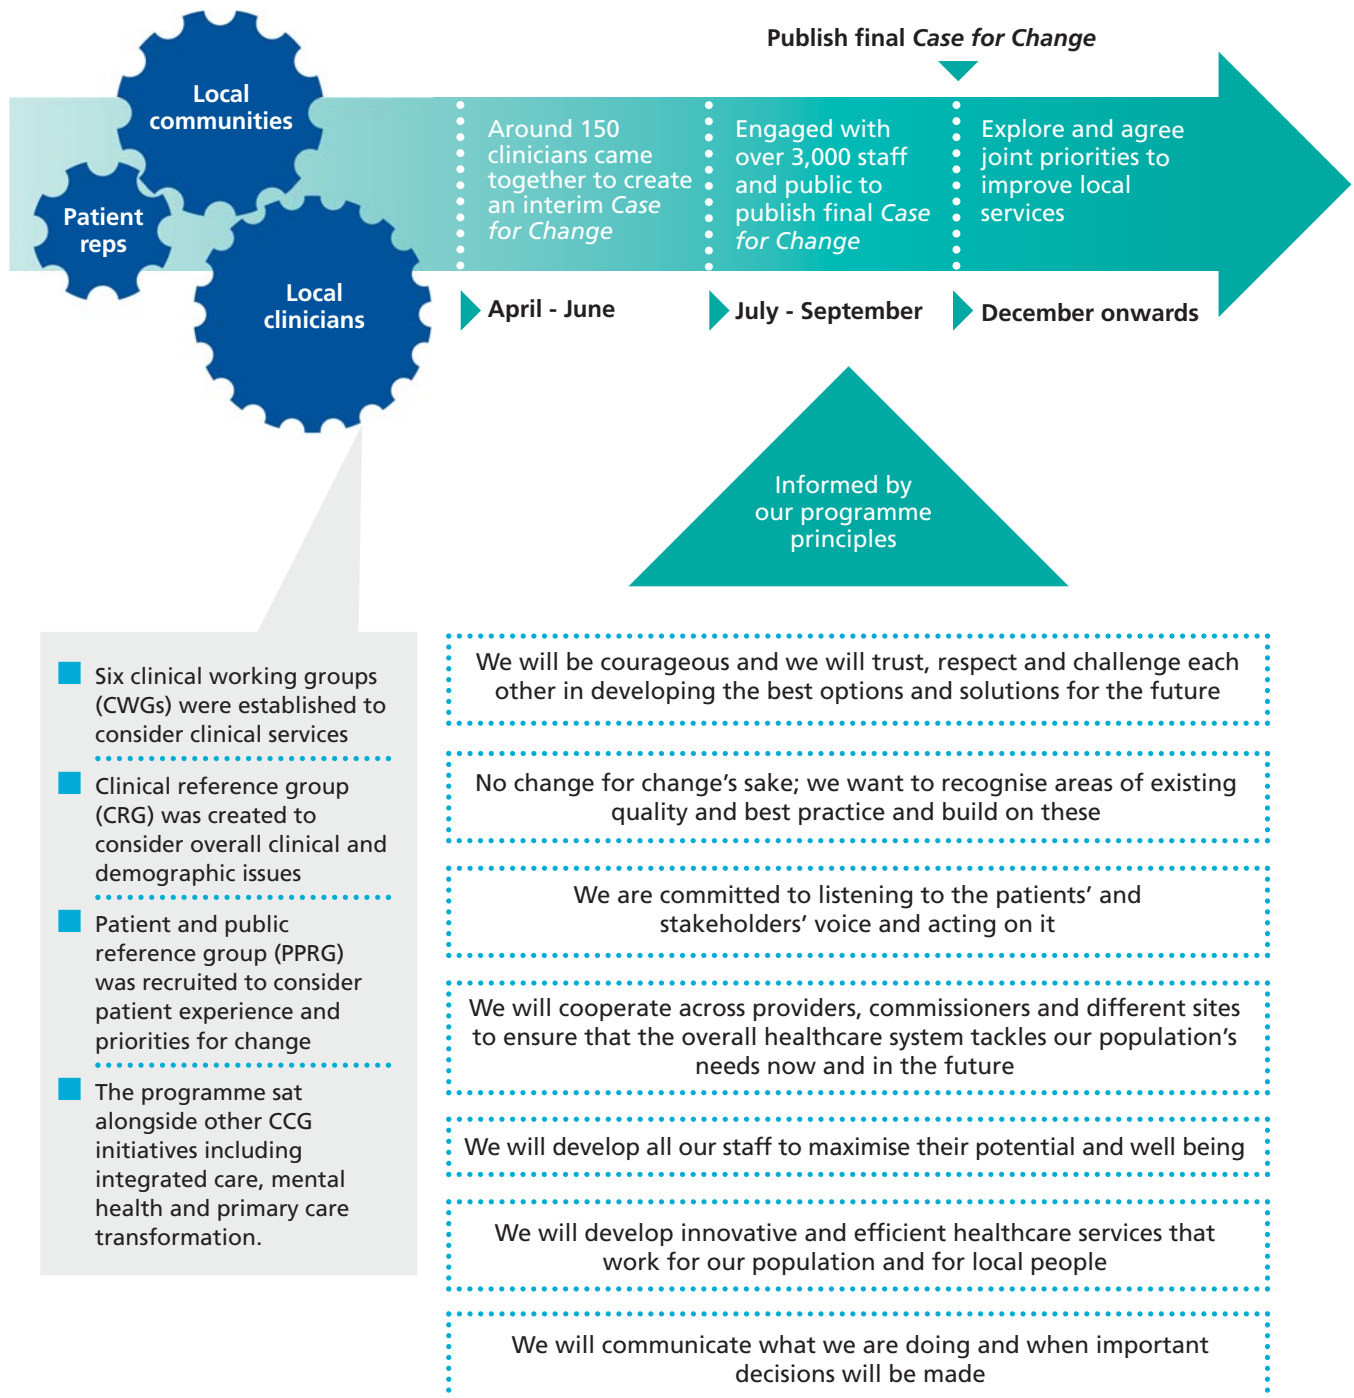 Publish final Case for Change
Local
communities
Patient
reps
Local
clinicians
Around 150
clinicians came
together to create
an interim Case
for Change
Engaged with
over 3,000 staff
and public to
publish final Case
for Change
Explore and agree
joint priorities to
improve local
services
April - June
July - September
December onwards
Informed by
our programme
principles
Six clinical working groups
(CWGs) were established to
consider clinical services
Clinical reference group
(CRG) was created to
consider overall clinical and
demographic issues
Patient and public
reference group (PPRG)
was recruited to consider
patient experience and
priorities for change
The programme sat
alongside other CCG
initiatives including
integrated care, mental
health and primary care
transformation.
We will be courageous and we will trust, respect and challenge each
other in developing the best options and solutions for the future
No change for change’s sake; we want to recognise areas of existing
quality and best practice and build on these
We are committed to listening to the patients’ and
stakeholders’ voice and acting on it
We will cooperate across providers, commissioners and different sites
to ensure that the overall healthcare system tackles our population’s
needs now and in the future
We will develop all our staff to maximise their potential and well being
We will develop innovative and efficient healthcare services that
work for our population and for local people
We will communicate what we are doing and when important
decisions will be made